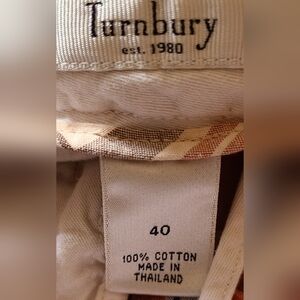 Turnbury
est. 1980
40
100% COTTON
MADE IN
THAILAND